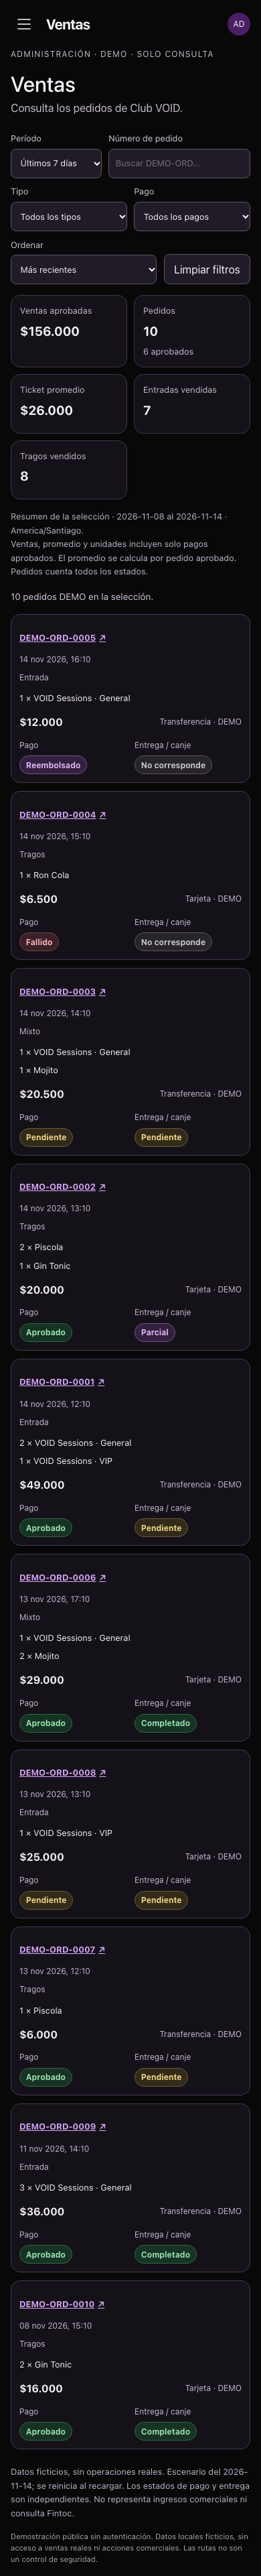 Ventas
AD
ADMINISTRACIÓN · DEMO · SOLO CONSULTA
Ventas
Consulta los pedidos de Club VOID.
Período
Número de pedido
Últimos 7 días
Buscar DEMO-ORD...
Tipo
Pago
Todos los tipos
Todos los pagos
Ordenar
Más recientes
Limpiar filtros
Ventas aprobadas
$156.000
Pedidos
10
6 aprobados
Ticket promedio
$26.000
Entradas vendidas
7
Tragos vendidos
8
Resumen de la selección · 2026-11-08 al 2026-11-14 ·
America/Santiago.
Ventas, promedio y unidades incluyen solo pagos
aprobados. El promedio se calcula por pedido aprobado.
Pedidos cuenta todos los estados.
10 pedidos DEMO en la selección.
DEMO-ORD-0005 ↗
14 nov 2026, 16:10
Entrada
1 × VOID Sessions · General
$12.000
Transferencia · DEMO
Pago
Entrega / canje
Reembolsado
No corresponde
DEMO-ORD-0004 ↗
14 nov 2026, 15:10
Tragos
1 × Ron Cola
$6.500
Tarjeta · DEMO
Pago
Entrega / canje
Fallido
No corresponde
DEMO-ORD-0003 ↗
14 nov 2026, 14:10
Mixto
1 × VOID Sessions · General
1 × Mojito
$20.500
Transferencia · DEMO
Pago
Entrega / canje
Pendiente
Pendiente
DEMO-ORD-0002 ↗
14 nov 2026, 13:10
Tragos
2 × Piscola
1 × Gin Tonic
$20.000
Tarjeta · DEMO
Pago
Entrega / canje
Aprobado
Parcial
DEMO-ORD-0001 ↗
14 nov 2026, 12:10
Entrada
2 × VOID Sessions · General
1 × VOID Sessions · VIP
$49.000
Transferencia · DEMO
Pago
Entrega / canje
Aprobado
Pendiente
DEMO-ORD-0006 ↗
13 nov 2026, 17:10
Mixto
1 × VOID Sessions · General
2 × Mojito
$29.000
Tarjeta · DEMO
Pago
Entrega / canje
Aprobado
Completado
DEMO-ORD-0008 ↗
13 nov 2026, 13:10
Entrada
1 × VOID Sessions · VIP
$25.000
Tarjeta · DEMO
Pago
Entrega / canje
Pendiente
Pendiente
DEMO-ORD-0007 ↗
13 nov 2026, 12:10
Tragos
1 × Piscola
$6.000
Transferencia · DEMO
Pago
Entrega / canje
Aprobado
Pendiente
DEMO-ORD-0009 ↗
11 nov 2026, 14:10
Entrada
3 × VOID Sessions · General
$36.000
Transferencia · DEMO
Pago
Entrega / canje
Aprobado
Completado
DEMO-ORD-0010 ↗
08 nov 2026, 15:10
Tragos
2 × Gin Tonic
$16.000
Tarjeta · DEMO
Pago
Entrega / canje
Aprobado
Completado
Datos ficticios, sin operaciones reales. Escenario del 2026-
11-14; se reinicia al recargar. Los estados de pago y entrega
son independientes. No representa ingresos comerciales ni
consulta Fintoc.
Demostración pública sin autenticación. Datos locales ficticios, sin
acceso a ventas reales ni acciones comerciales. Las rutas no son
un control de seguridad.